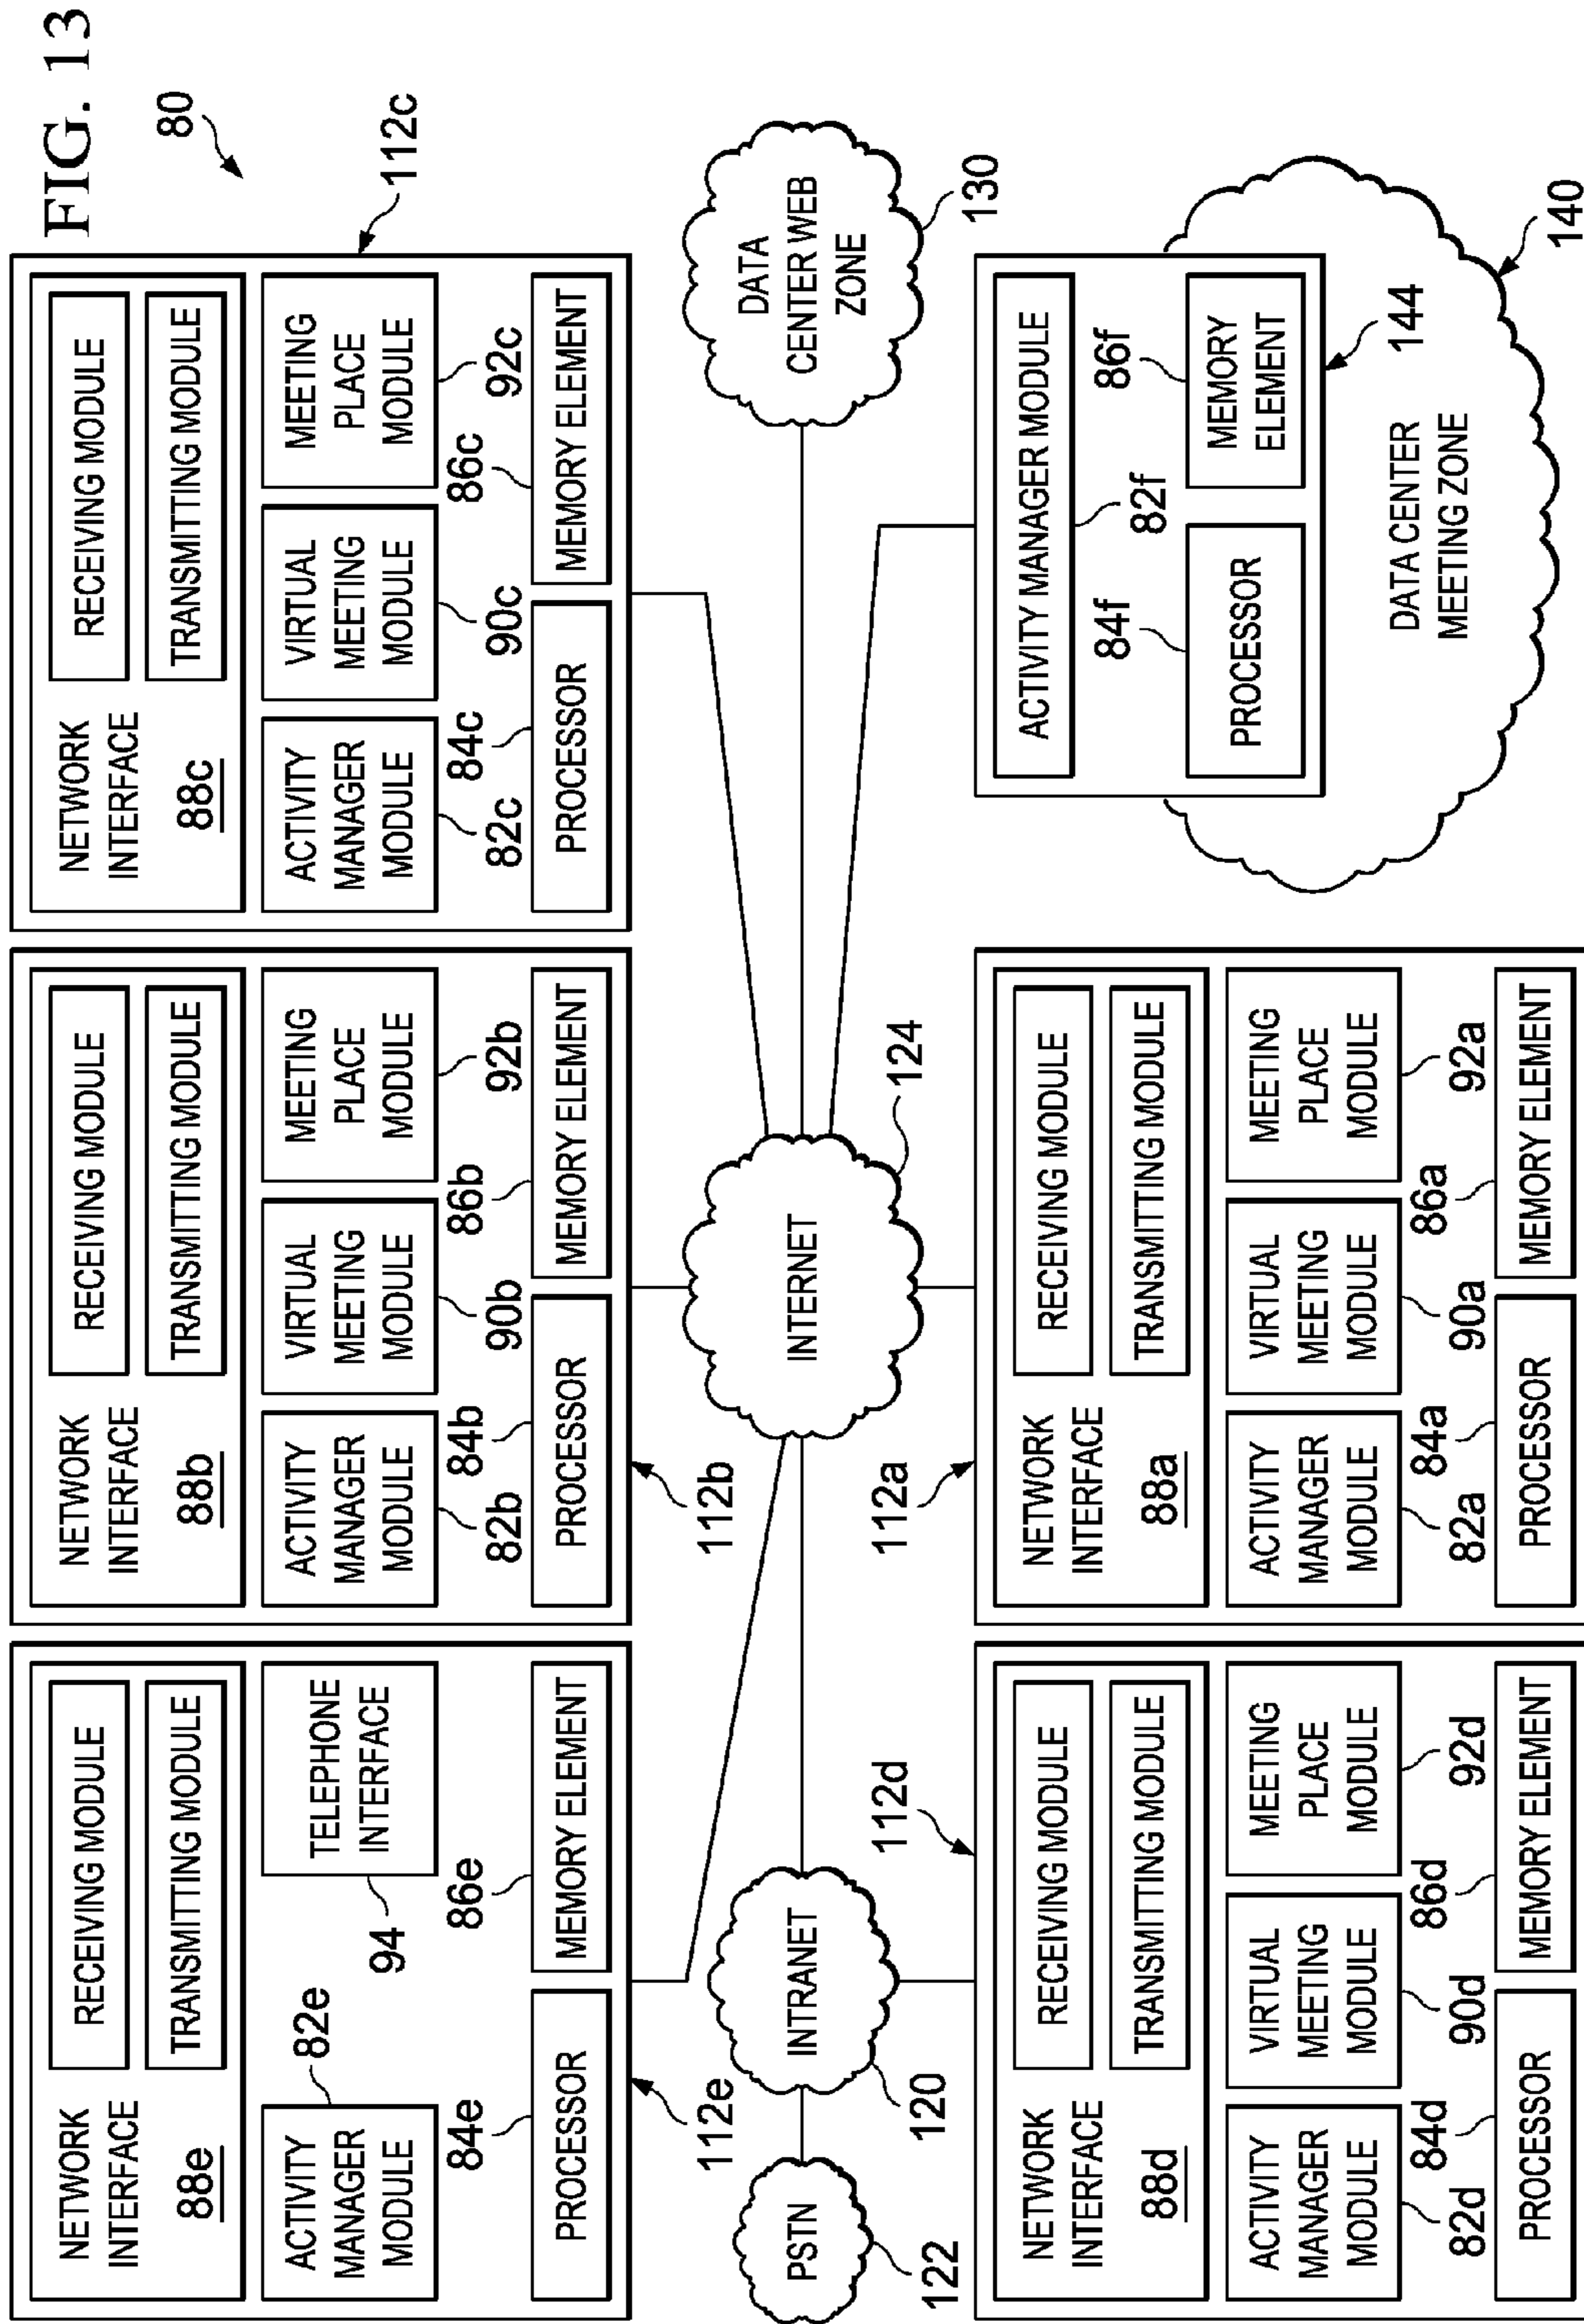 FIG. 13
80
NETWORK
INTERFACE
88e
RECEIVING MODULE
TRANSMITTING MODULE
ACTIVITY
MANAGER
MODULE
82e
TELEPHONE
INTERFACE
94
84e
86e
PROCESSOR
MEMORY ELEMENT
112e
NETWORK
INTERFACE
88b
RECEIVING MODULE
TRANSMITTING MODULE
ACTIVITY
MANAGER
MODULE
VIRTUAL
MEETING
MODULE
MEETING
PLACE
MODULE
82b
84b
90b
86b
92b
PROCESSOR
MEMORY ELEMENT
112b
NETWORK
INTERFACE
88c
RECEIVING MODULE
TRANSMITTING MODULE
ACTIVITY
MANAGER
MODULE
VIRTUAL
MEETING
MODULE
MEETING
PLACE
MODULE
82c
84c
90c
86c
92c
PROCESSOR
MEMORY ELEMENT
112c
PSTN
122
INTRANET
120
INTERNET
124
DATA
CENTER WEB
ZONE
130
112d
NETWORK
INTERFACE
88d
RECEIVING MODULE
TRANSMITTING MODULE
ACTIVITY
MANAGER
MODULE
VIRTUAL
MEETING
MODULE
MEETING
PLACE
MODULE
82d
84d
90d
86d
92d
PROCESSOR
MEMORY ELEMENT
112a
NETWORK
INTERFACE
88a
RECEIVING MODULE
TRANSMITTING MODULE
ACTIVITY
MANAGER
MODULE
VIRTUAL
MEETING
MODULE
MEETING
PLACE
MODULE
82a
84a
90a
86a
92a
PROCESSOR
MEMORY ELEMENT
ACTIVITY MANAGER MODULE
84f
82f
86f
PROCESSOR
MEMORY
ELEMENT
144
DATA CENTER
MEETING ZONE
140